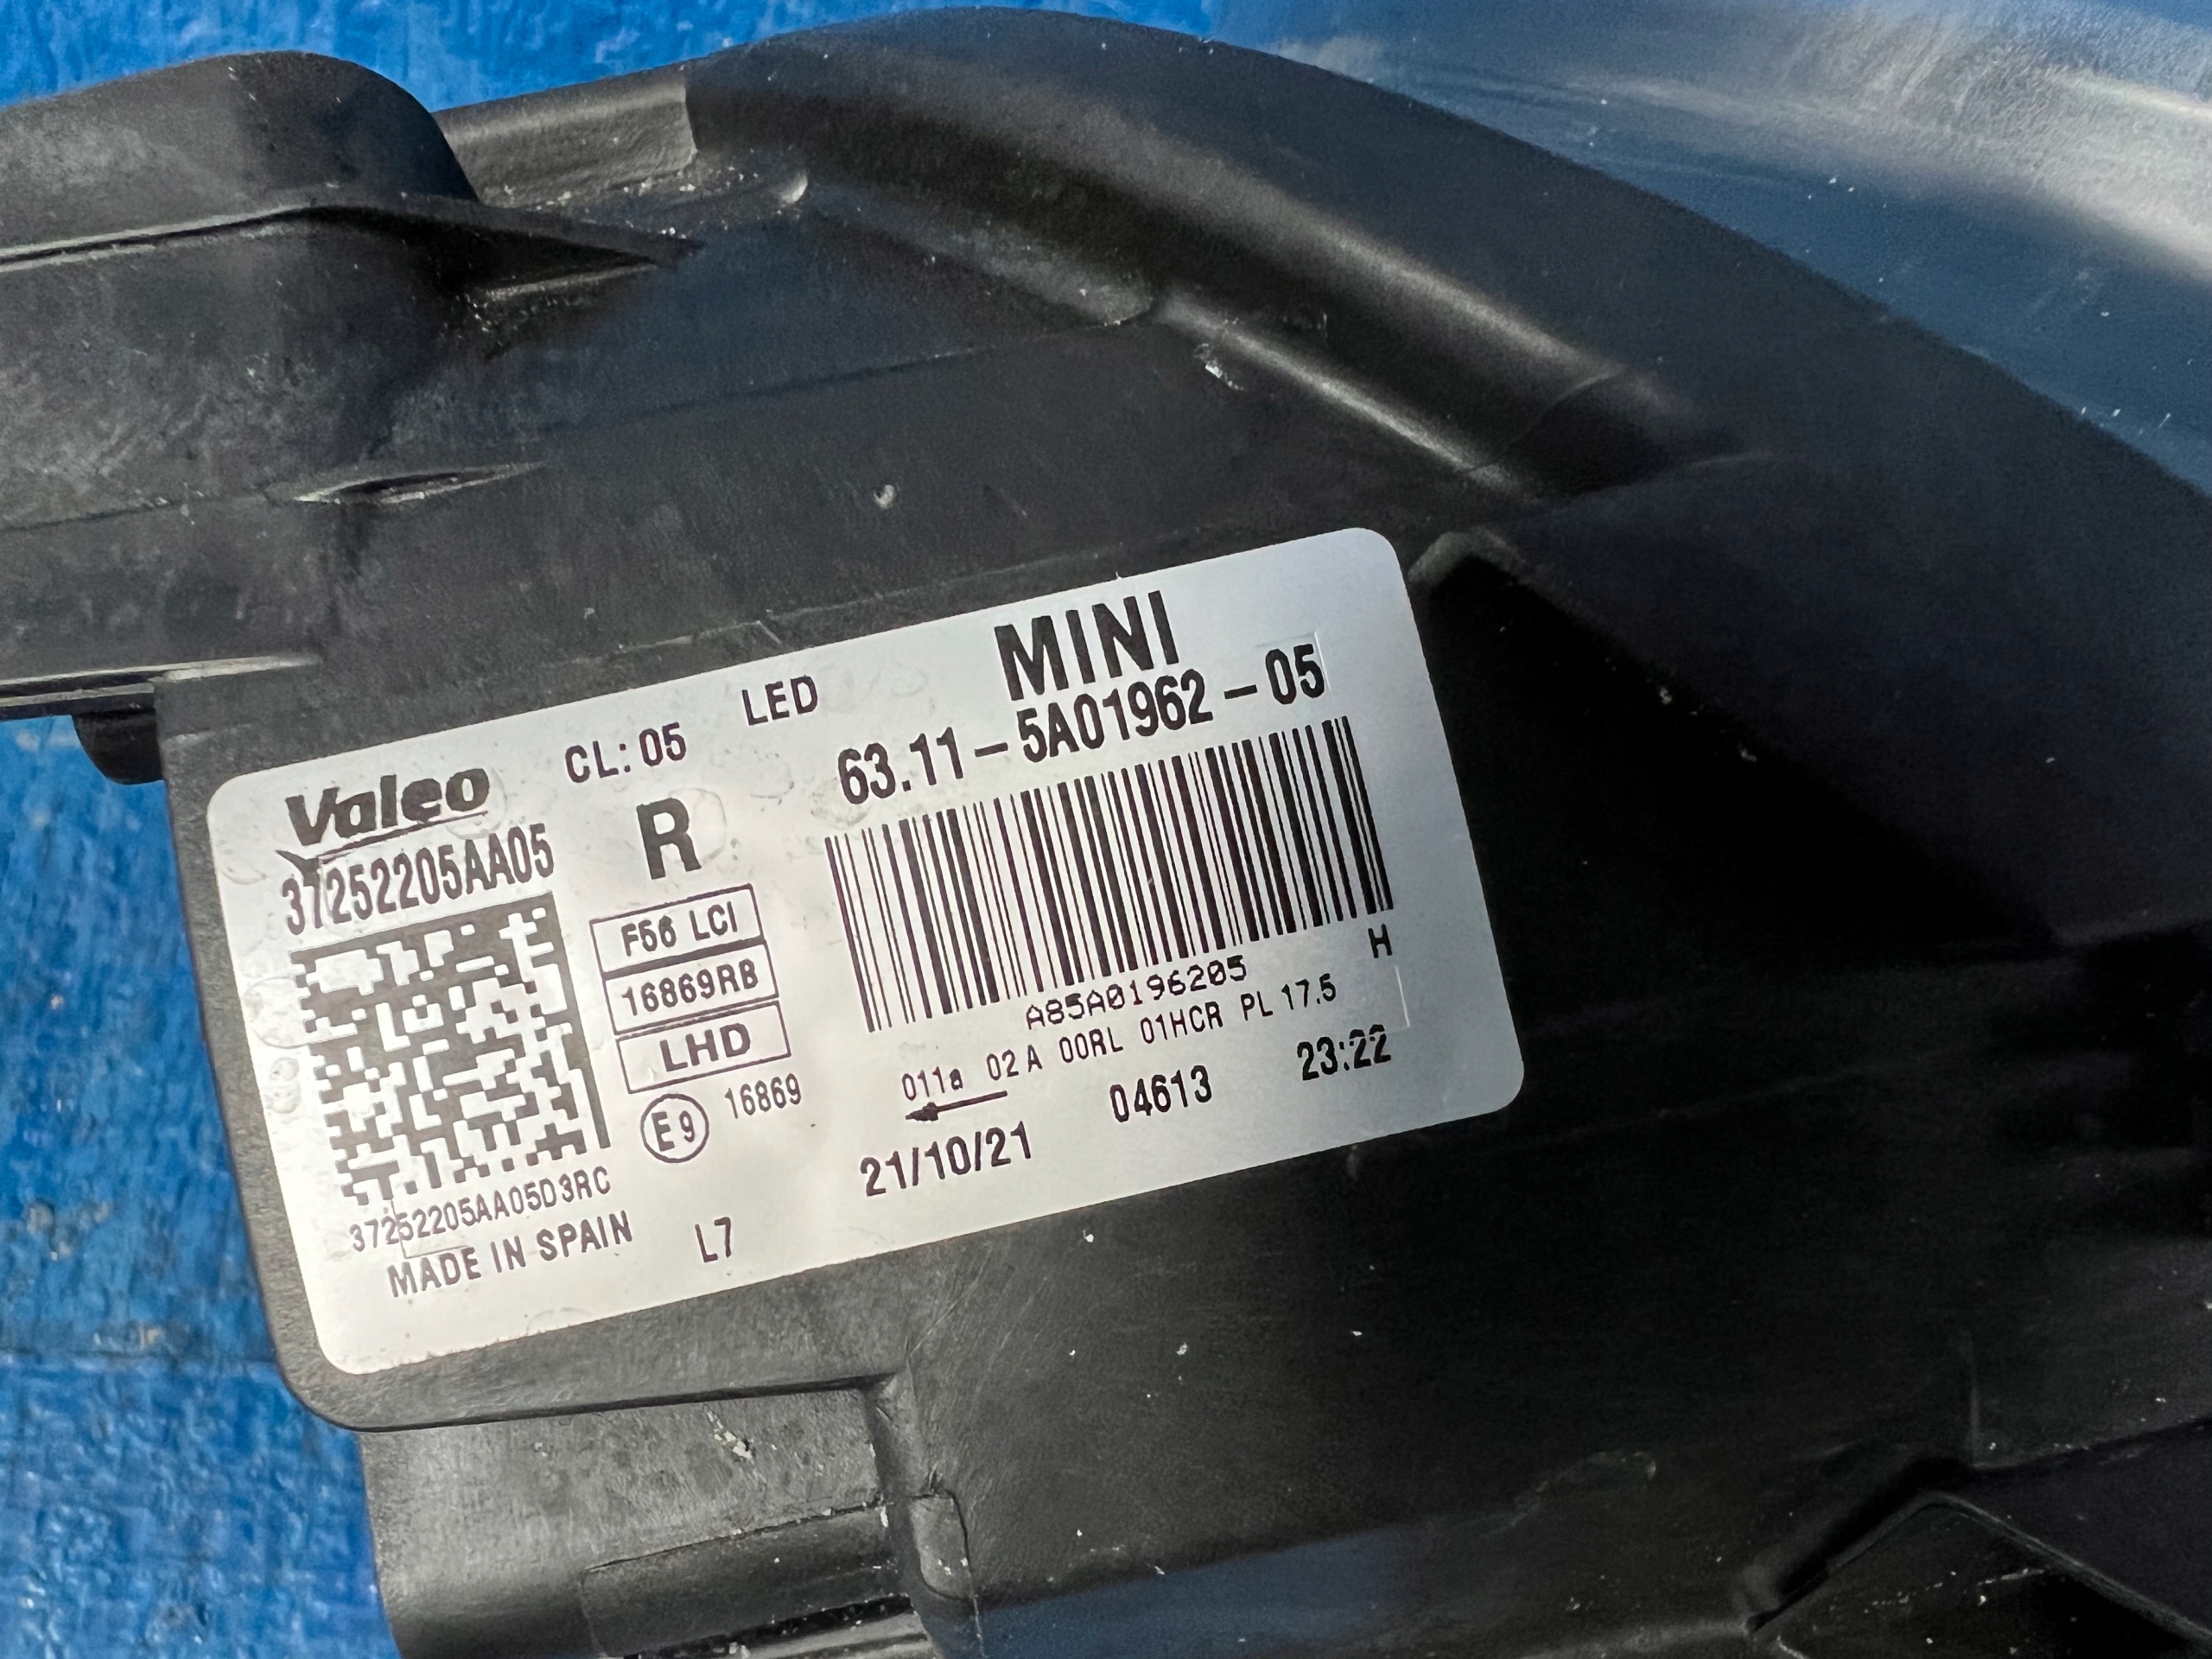 MINI
LED
CL: 05
63.11-5A01962-05
Valeo
37252205AA05
R
F56 LCI
16869RB
LHD
E9
16869
H
A85A0196205
011a 02A 00RL 01HCR PL 17.5
21/10/21
04613
23:22
37252205AA05D3RC
MADE IN SPAIN
L7